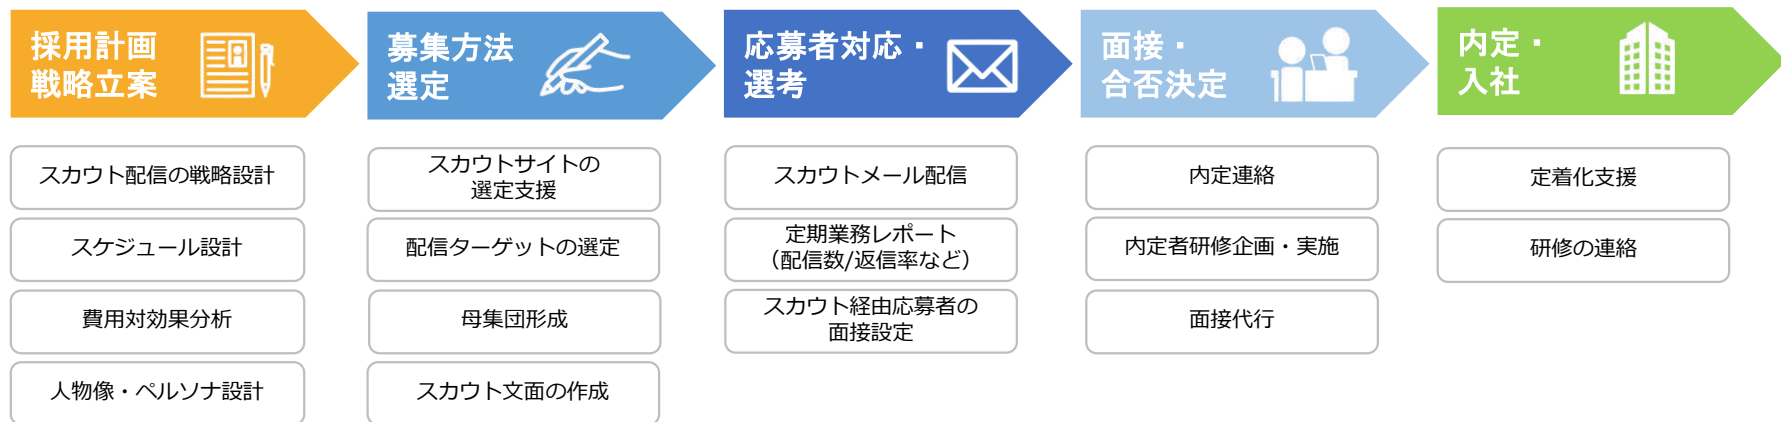 採用計画
戦略立案
スカウト配信の戦略設計
スケジュール設計
費用対効果分析
人物像・ペルソナ設計
募集方法
選定
スカウトサイトの
選定支援
配信ターゲットの選定
母集団形成
スカウト文面の作成
応募者対応・
選考
スカウトメール配信
定期業務レポート
（配信数/返信率など）
スカウト経由応募者の
面接設定
面接・
合否決定
内定連絡
内定者研修企画・実施
面接代行
内定・
入社
定着化支援
研修の連絡